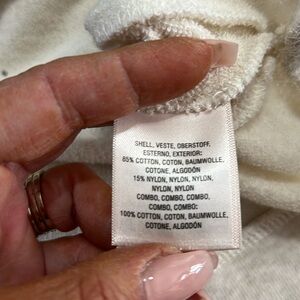 SHELL, VESTE, OBERSTOFF,
ESTERNO, EXTERIOR:
85% COTTON, COTON, BAUMWOLLE,
COTONE, ALGODÓN
15% NYLON, NYLON, NYLON,
NYLON, NYLON
COMBO, COMBO, COMBO,
COMBO, COMBO:
100% COTTON, COTON, BAUMWOLLE,
COTONE, ALGODÓN